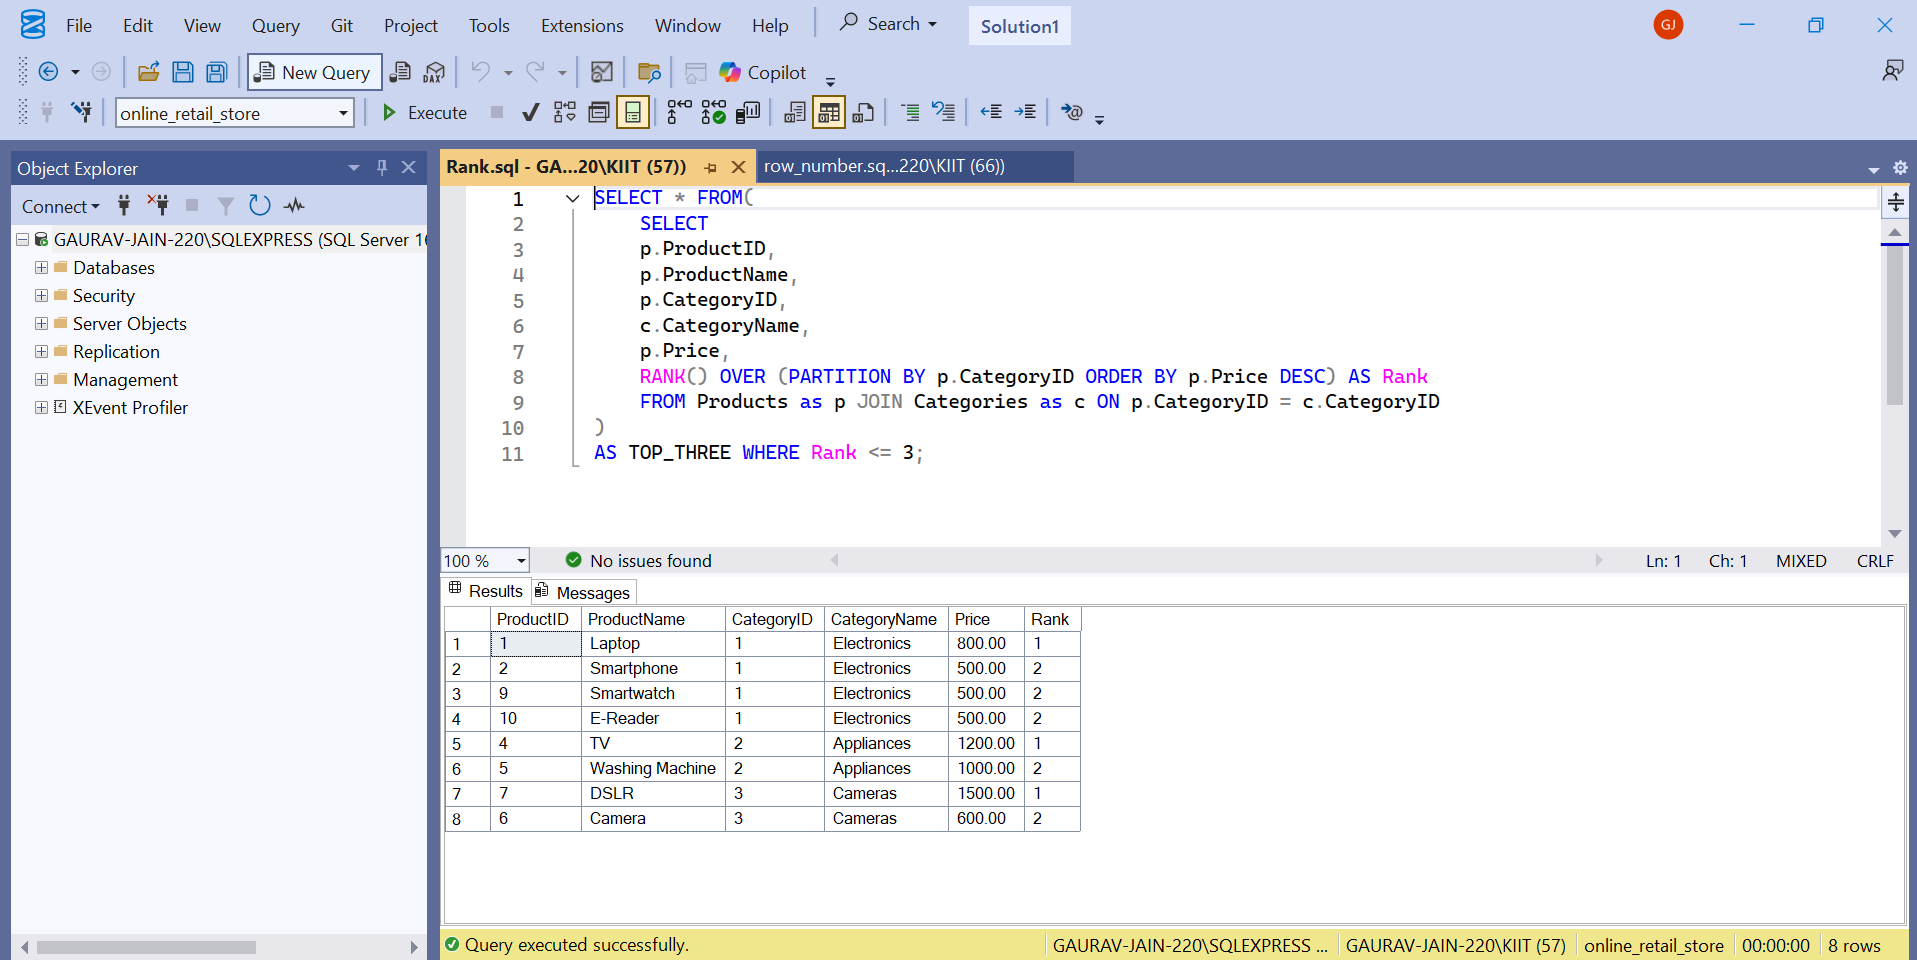 File Edit View Query Git Project Tools Extensions Window Help Search Solution1 GJ
New Query DAX Copilot
online_retail_store Execute
Object Explorer
Connect
GAURAV-JAIN-220\SQLEXPRESS (SQL Server 16
Databases
Security
Server Objects
Replication
Management
XEvent Profiler
Rank.sql - GA...20\KIIT (57)) row_number.sq...220\KIIT (66))
1 SELECT * FROM(
2 SELECT
3 p.ProductID,
4 p.ProductName,
5 p.CategoryID,
6 c.CategoryName,
7 p.Price,
8 RANK() OVER (PARTITION BY p.CategoryID ORDER BY p.Price DESC) AS Rank
9 FROM Products as p JOIN Categories as c ON p.CategoryID = c.CategoryID
10 )
11 AS TOP_THREE WHERE Rank <= 3;
100 % No issues found Ln: 1 Ch: 1 MIXED CRLF
Results Messages
ProductID ProductName CategoryID CategoryName Price Rank
1 1 Laptop 1 Electronics 800.00 1
2 2 Smartphone 1 Electronics 500.00 2
3 9 Smartwatch 1 Electronics 500.00 2
4 10 E-Reader 1 Electronics 500.00 2
5 4 TV 2 Appliances 1200.00 1
6 5 Washing Machine 2 Appliances 1000.00 2
7 7 DSLR 3 Cameras 1500.00 1
8 6 Camera 3 Cameras 600.00 2
Query executed successfully. GAURAV-JAIN-220\SQLEXPRESS ... GAURAV-JAIN-220\KIIT (57) online_retail_store 00:00:00 8 rows